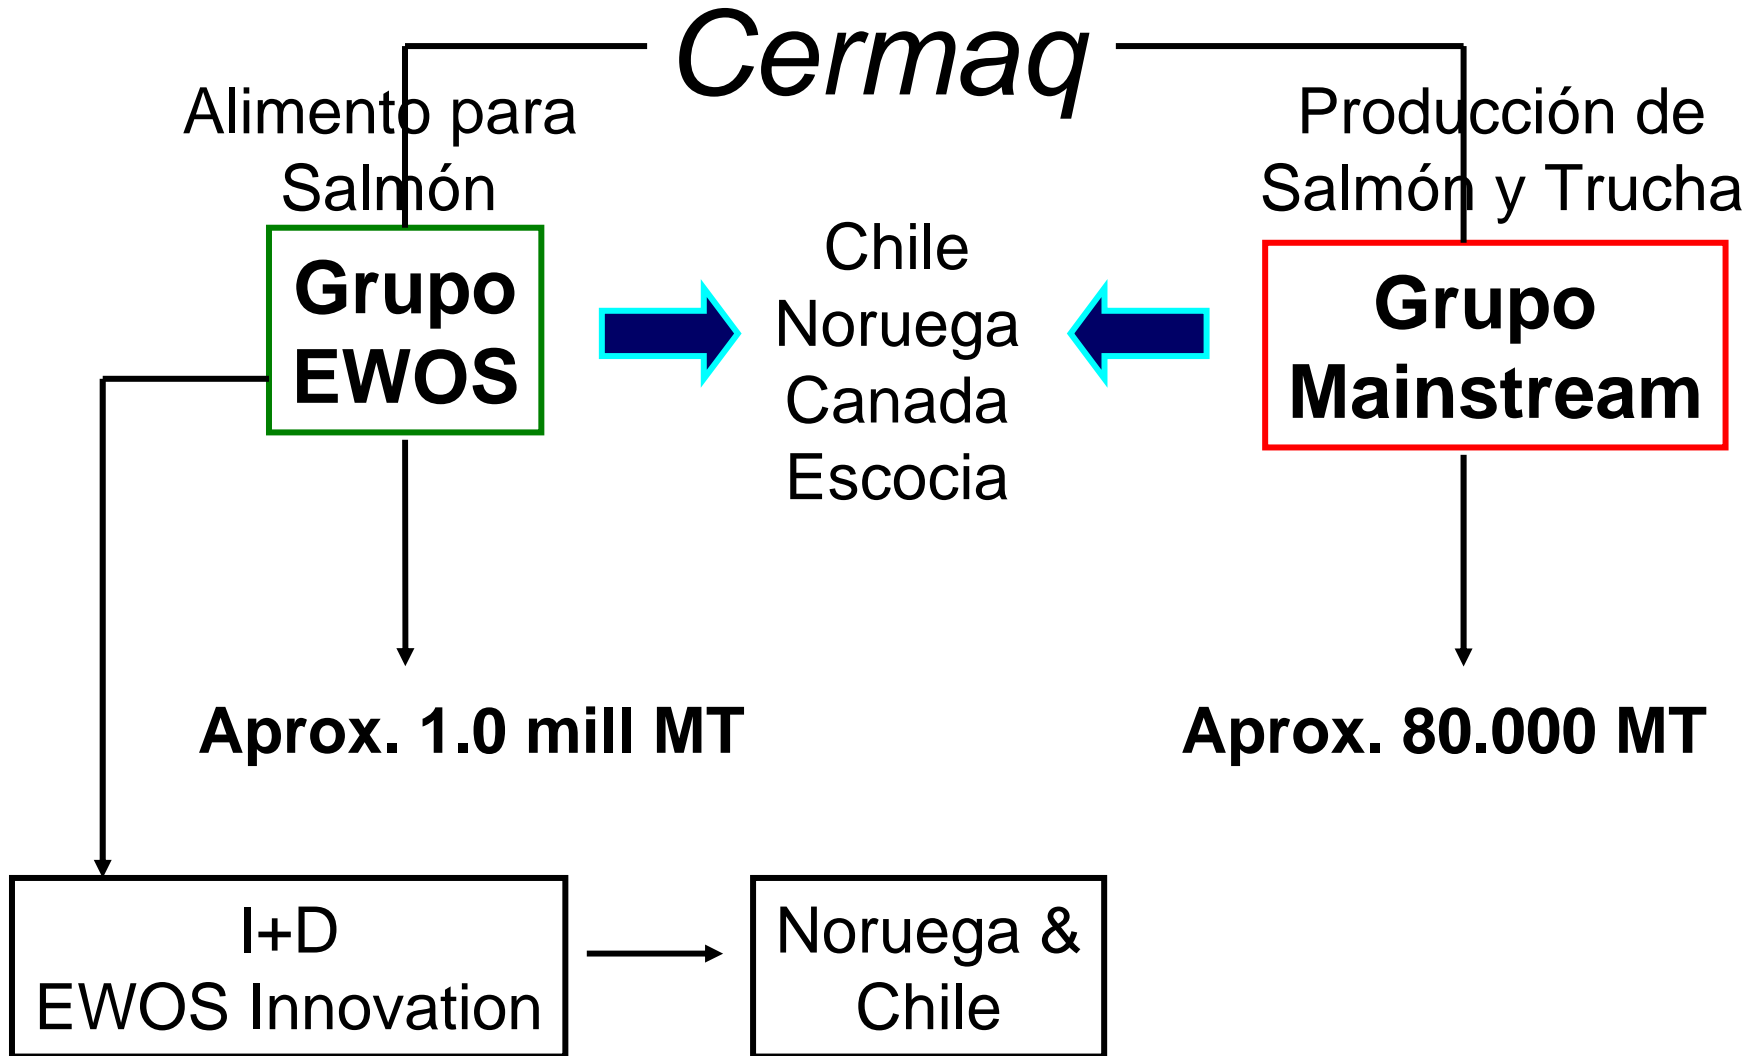 Cermaq
Alimento para
Salmón
Producción de
Salmón y Trucha
Grupo
EWOS
Chile
Noruega
Canada
Escocia
Grupo
Mainstream
Aprox. 1.0 mill MT
Aprox. 80.000 MT
I+D
EWOS Innovation
Noruega &
Chile